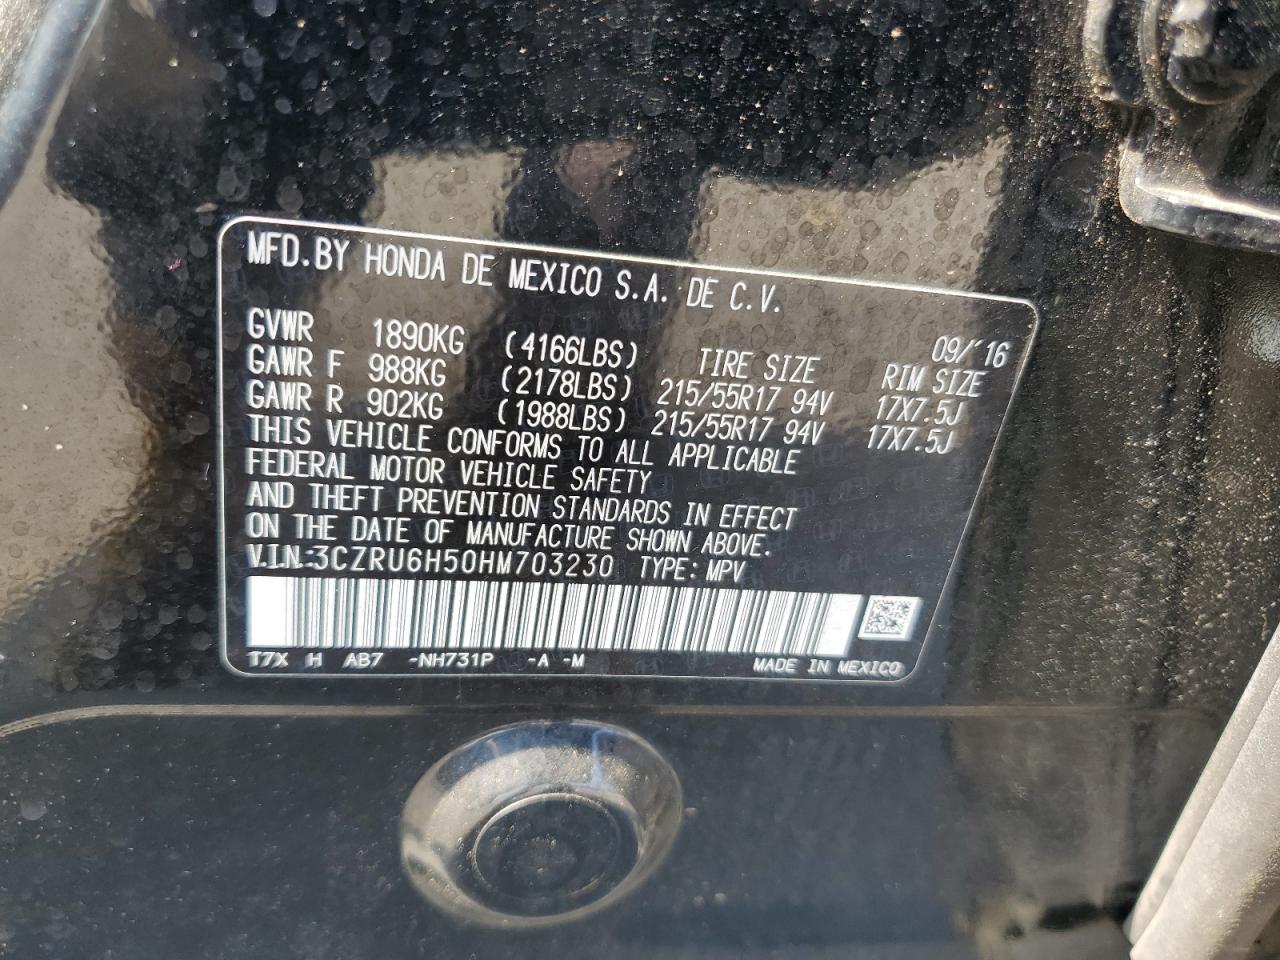 MFD.BY HONDA DE MEXICO S.A. DE C.V.
09/'16
GVWR 1890KG (4166LBS) TIRE SIZE RIM SIZE
GAWR F 988KG (2178LBS) 215/55R17 94V 17X7.5J
GAWR R 902KG (1988LBS) 215/55R17 94V 17X7.5J
THIS VEHICLE CONFORMS TO ALL APPLICABLE
FEDERAL MOTOR VEHICLE SAFETY
AND THEFT PREVENTION STANDARDS IN EFFECT
ON THE DATE OF MANUFACTURE SHOWN ABOVE.
V.I.N:3CZRU6H50HM703230 TYPE: MPV
T7X H AB7 -NH731P -A -M MADE IN MEXICO